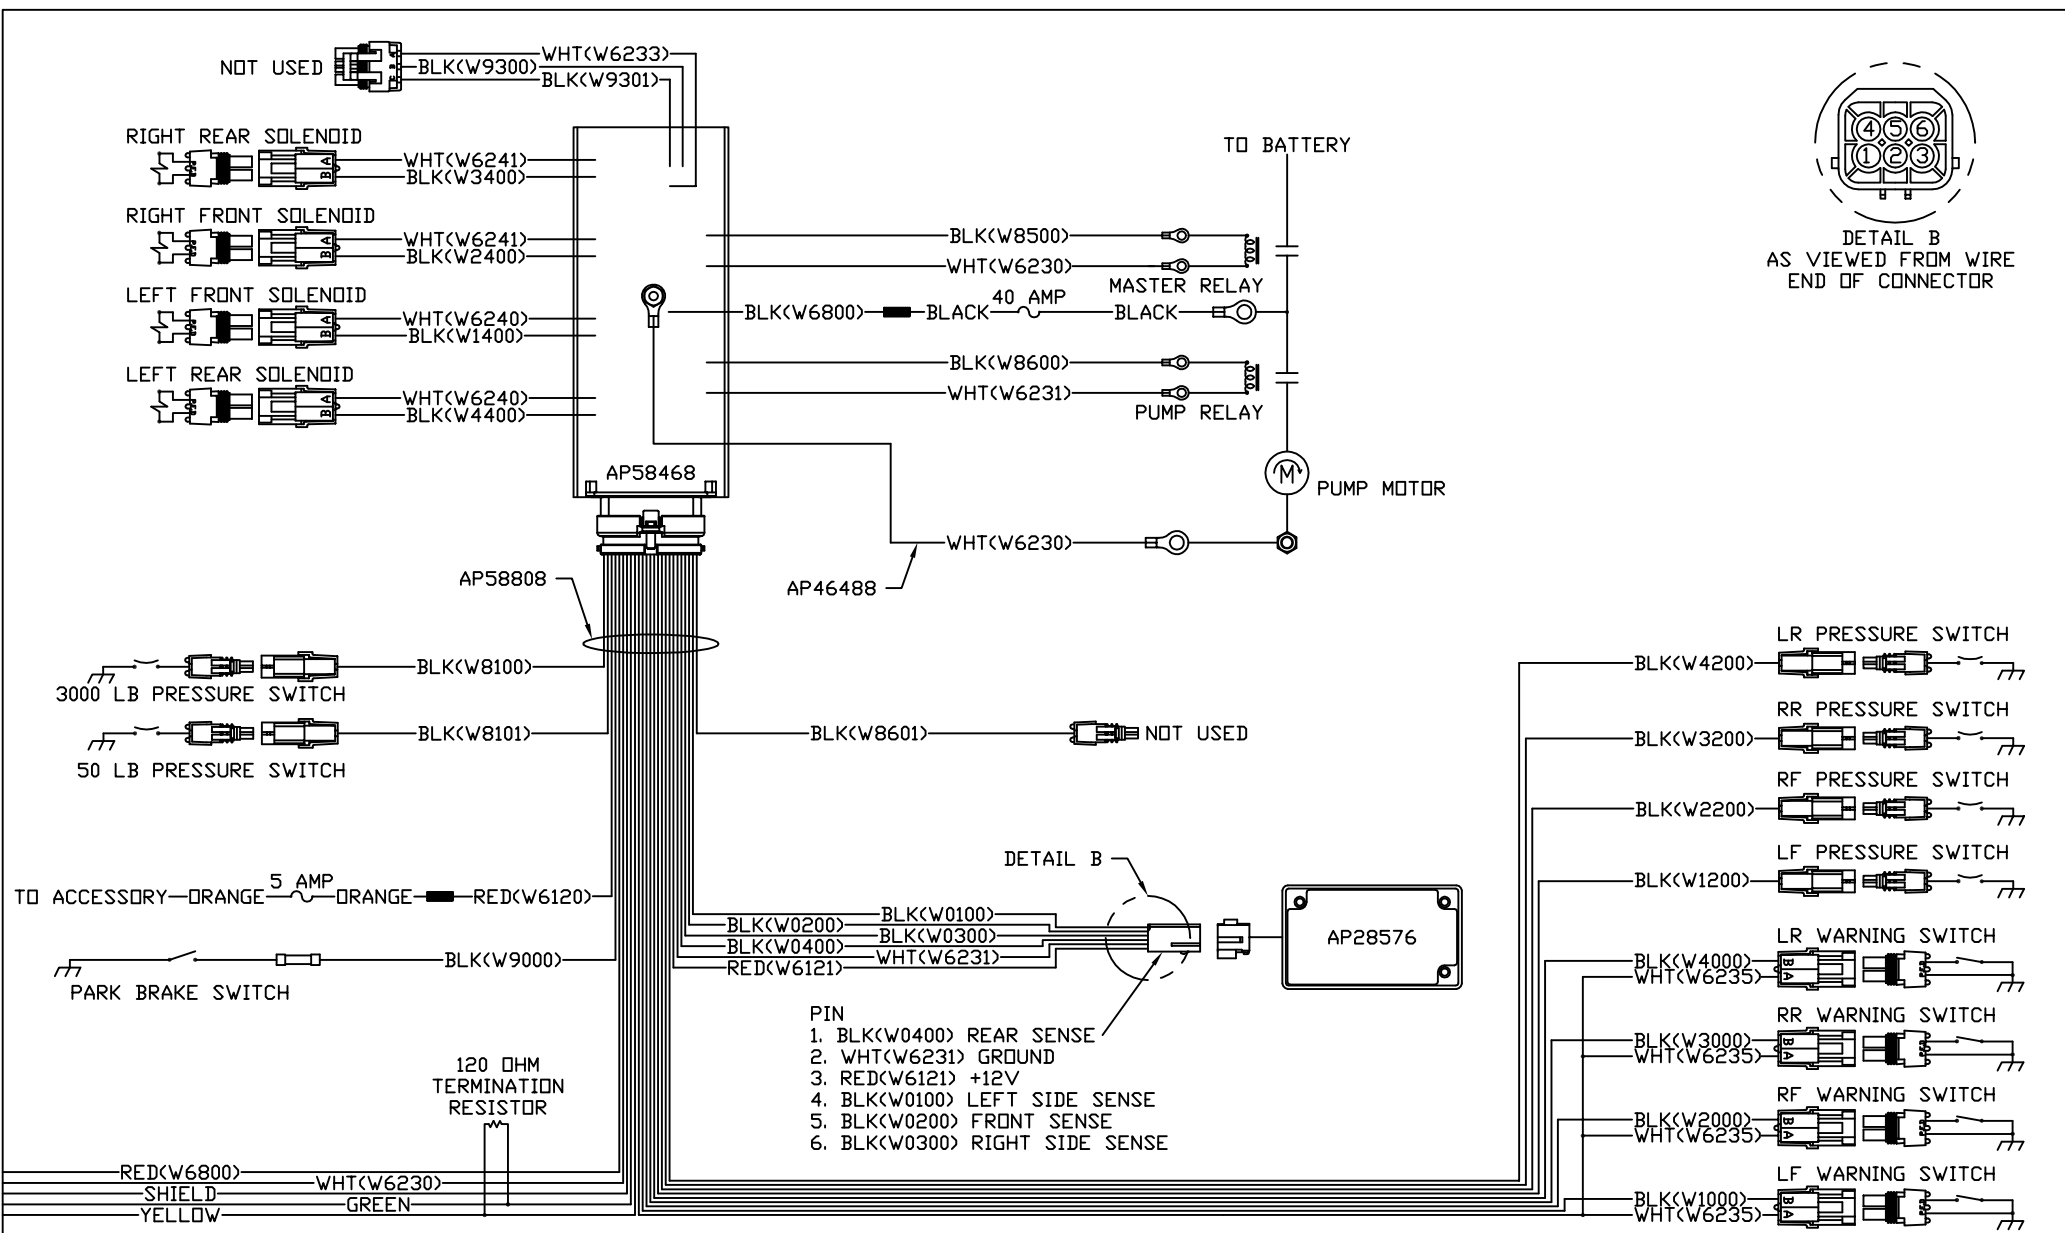 WHT(W6233)
NOT USED
BLK(W9300)
BLK(W9301)
RIGHT REAR SOLENOID
A
B
WHT(W6241)
BLK(W3400)
RIGHT FRONT SOLENOID
A
B
WHT(W6241)
BLK(W2400)
LEFT FRONT SOLENOID
A
B
WHT(W6240)
BLK(W1400)
LEFT REAR SOLENOID
A
B
WHT(W6240)
BLK(W4400)
AP58468
TO BATTERY
BLK(W8500)
WHT(W6230)
MASTER RELAY
BLK(W6800) BLACK 40 AMP BLACK
BLK(W8600)
WHT(W6231)
PUMP RELAY
M
PUMP MOTOR
WHT(W6230)
AP46488
4 5 6
1 2 3
DETAIL B
AS VIEWED FROM WIRE
END OF CONNECTOR
AP58808
BLK(W8100)
3000 LB PRESSURE SWITCH
BLK(W8101)
50 LB PRESSURE SWITCH
BLK(W8601)
NOT USED
TO ACCESSORY ORANGE 5 AMP ORANGE RED(W6120)
BLK(W9000)
PARK BRAKE SWITCH
DETAIL B
BLK(W0100)
BLK(W0200)
BLK(W0300)
BLK(W0400)
WHT(W6231)
RED(W6121)
AP28576
PIN
1. BLK(W0400) REAR SENSE
2. WHT(W6231) GROUND
3. RED(W6121) +12V
4. BLK(W0100) LEFT SIDE SENSE
5. BLK(W0200) FRONT SENSE
6. BLK(W0300) RIGHT SIDE SENSE
120 OHM
TERMINATION
RESISTOR
RED(W6800)
WHT(W6230)
SHIELD
GREEN
YELLOW
LR PRESSURE SWITCH
BLK(W4200)
RR PRESSURE SWITCH
BLK(W3200)
RF PRESSURE SWITCH
BLK(W2200)
LF PRESSURE SWITCH
BLK(W1200)
LR WARNING SWITCH
BLK(W4000)
WHT(W6235)
B
A
RR WARNING SWITCH
BLK(W3000)
WHT(W6235)
B
A
RF WARNING SWITCH
BLK(W2000)
WHT(W6235)
B
A
LF WARNING SWITCH
BLK(W1000)
WHT(W6235)
B
A